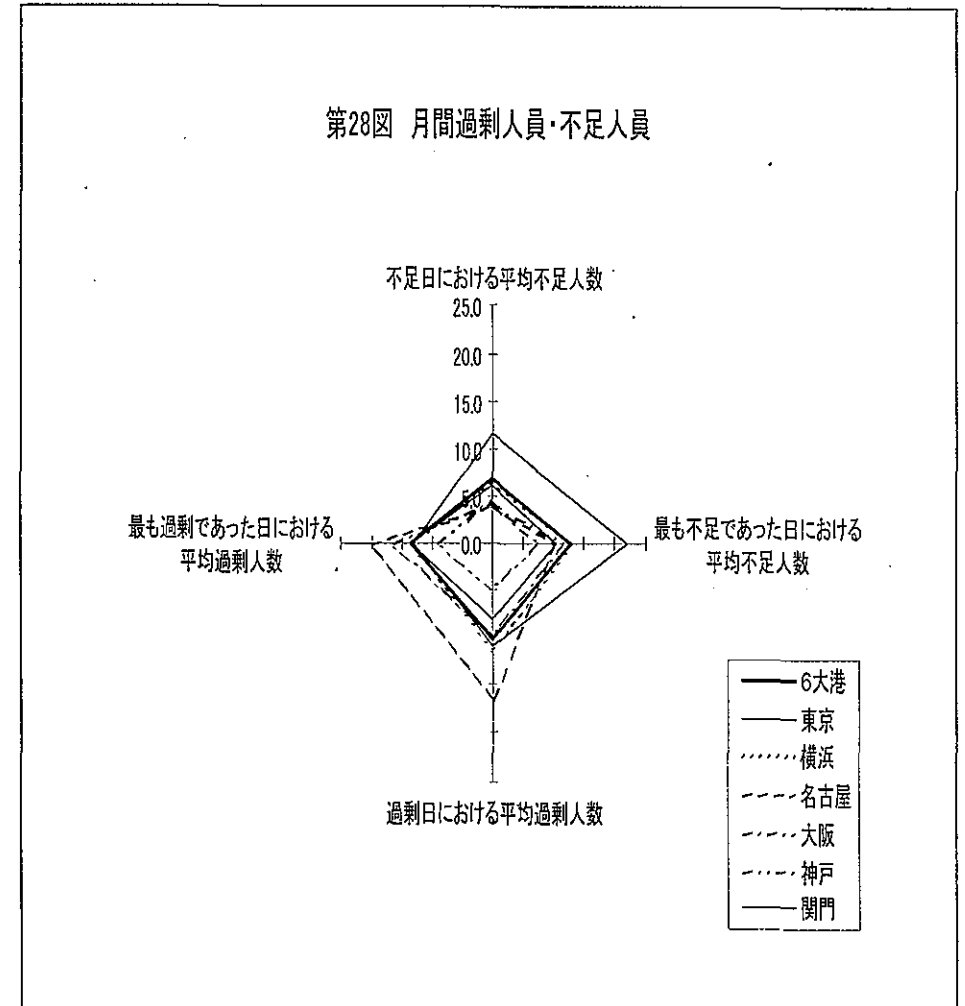 第28図 月間過剰人員・不足人員
不足日における平均不足人数
25.0
20.0
15.0
10.0
5.0
0.0
最も過剰であった日における
平均過剰人数
最も不足であった日における
平均不足人数
過剰日における平均過剰人数
6大港
東京
横浜
名古屋
大阪
神戸
関門